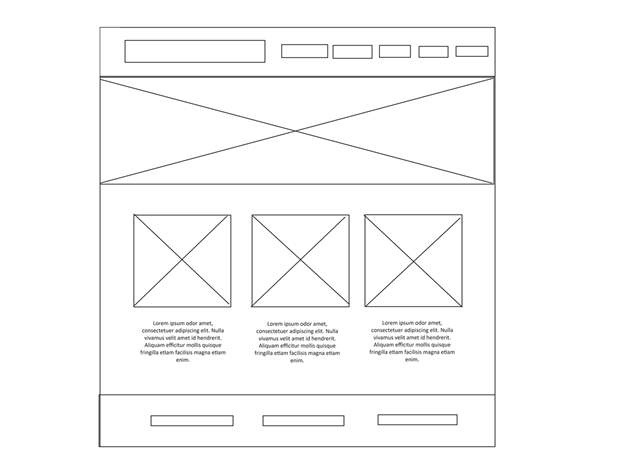 Lorem ipsum odor amet,
consectetuer adipiscing elit. Nulla
vivamus velit amet id hendrerit.
Aliquam efficitur mollis quisque
fringilla etiam facilisis magna etiam
enim.
Lorem ipsum odor amet,
consectetuer adipiscing elit. Nulla
vivamus velit amet id hendrerit.
Aliquam efficitur mollis quisque
fringilla etiam facilisis magna etiam
enim.
Lorem ipsum odor amet,
consectetuer adipiscing elit. Nulla
vivamus velit amet id hendrerit.
Aliquam efficitur mollis quisque
fringilla etiam facilisis magna etiam
enim.